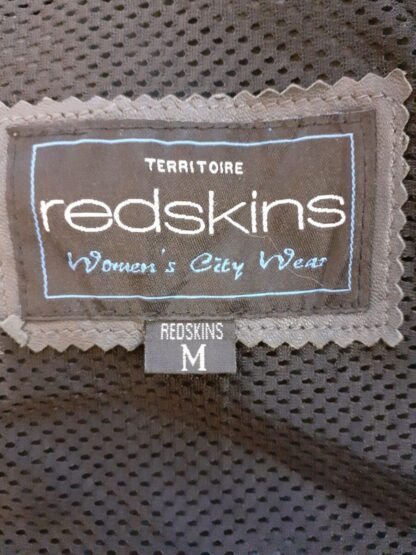 TERRITOIRE
redskins
Women's City Wear
REDSKINS
M